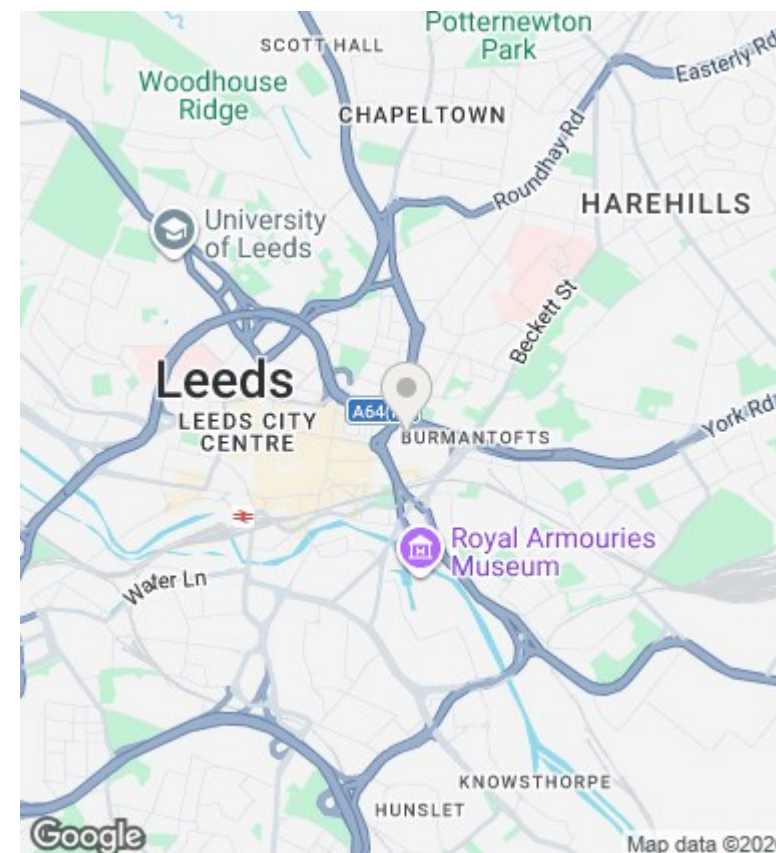 Potternewton
Park
SCOTT HALL
Easterly Rd
Woodhouse
Ridge
CHAPELTOWN
Roundhay Rd
HAREHILLS
University
of Leeds
Beckett St
Leeds
LEEDS CITY
CENTRE
A64(
BURMANTOFTS
York Rd
Royal Armouries
Museum
Water Ln
KNOWSTHORPE
HUNSLET
Google
Map data ©202